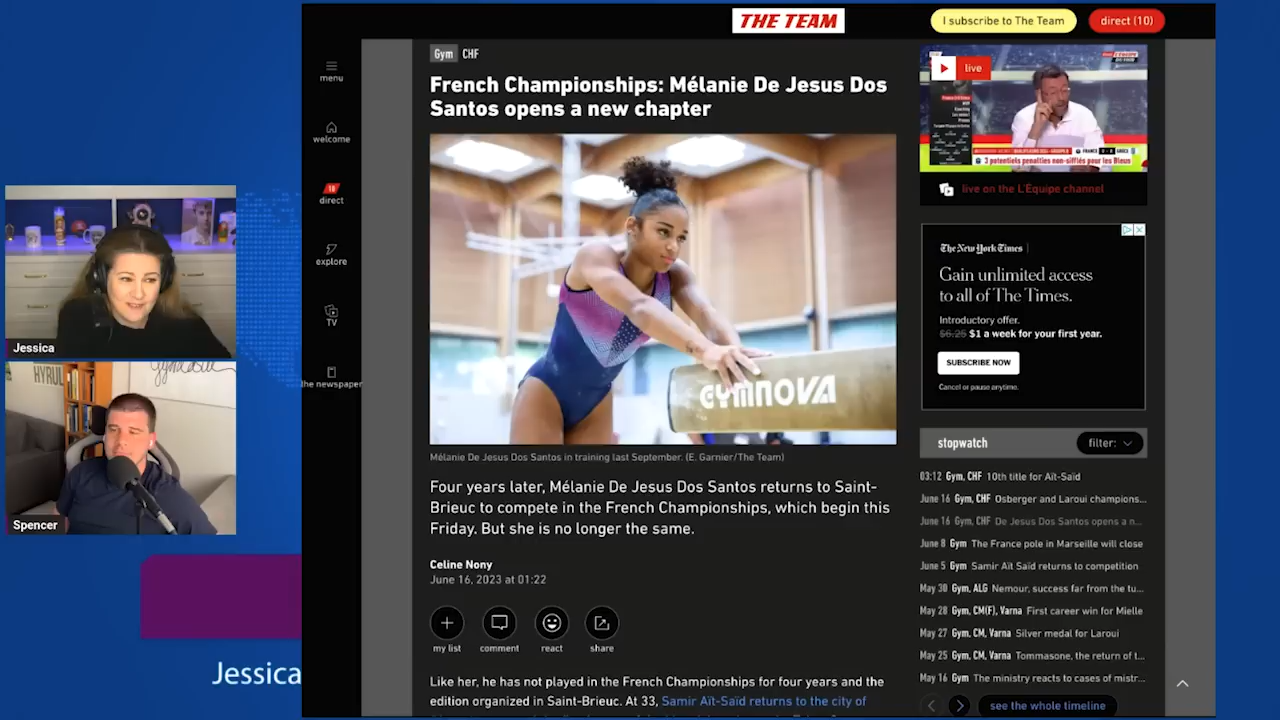 THE TEAM
I subscribe to The Team
direct (10)
menu
welcome
18
direct
explore
TV
the newspaper
Gym CHF
French Championships: Mélanie De Jesus Dos
Santos opens a new chapter
GYMNOVA
Mélanie De Jesus Dos Santos in training last September. (E. Garnier/The Team)
Four years later, Mélanie De Jesus Dos Santos returns to Saint-
Brieuc to compete in the French Championships, which begin this
Friday. But she is no longer the same.
Celine Nony
June 16, 2023 at 01:22
my list
comment
react
share
Like her, he has not played in the French Championships for four years and the
edition organized in Saint-Brieuc. At 33, Samir Aït-Saïd returns to the city of
live
3 potentiels penalties non-sifflés pour les Bleus
live on the L'Équipe channel
The New York Times
Gain unlimited access
to all of The Times.
Introductory offer.
$6.25 $1 a week for your first year.
SUBSCRIBE NOW
Cancel or pause anytime.
stopwatch
filter:
03:12 Gym, CHF 10th title for Aït-Saïd
June 16 Gym, CHF Osberger and Laroui champions...
June 16 Gym, CHF De Jesus Dos Santos opens a n...
June 8 Gym The France pole in Marseille will close
June 5 Gym Samir Aït Saïd returns to competition
May 30 Gym, ALG Nemour, success far from the tu...
May 28 Gym, CM(F), Varna First career win for Mielle
May 27 Gym, CM, Varna Silver medal for Laroui
May 25 Gym, CM, Varna Tommasone, the return of t...
May 16 Gym The ministry reacts to cases of mistr...
see the whole timeline
Jessica
HYRUL
Spencer
Jessica